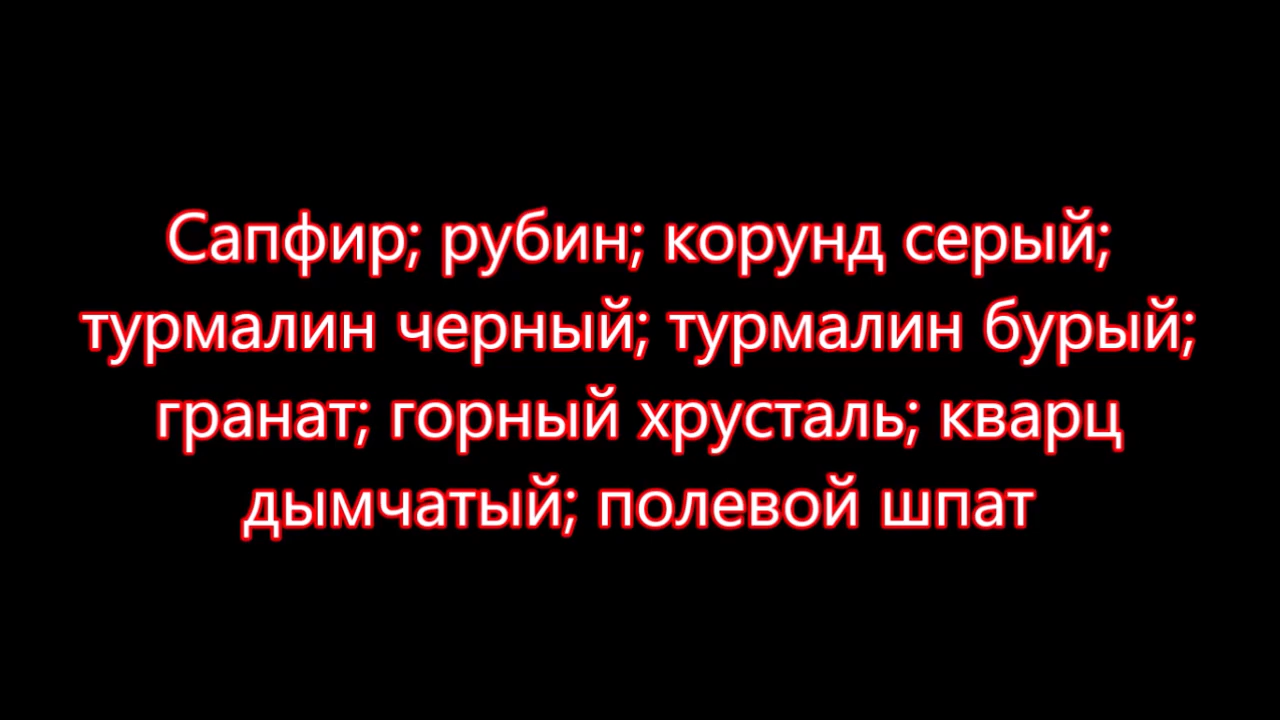 Сапфир; рубин; корунд серый;
турмалин черный; турмалин бурый;
гранат; горный хрусталь; кварц
дымчатый; полевой шпат